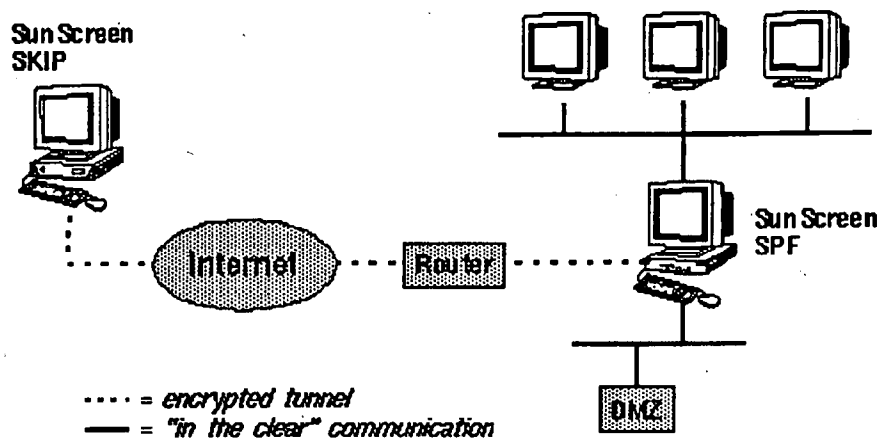 Sun Screen
SKIP
Sun Screen
SPF
Internet
Router
DMZ
= encrypted tunnel
= "in the clear" communication